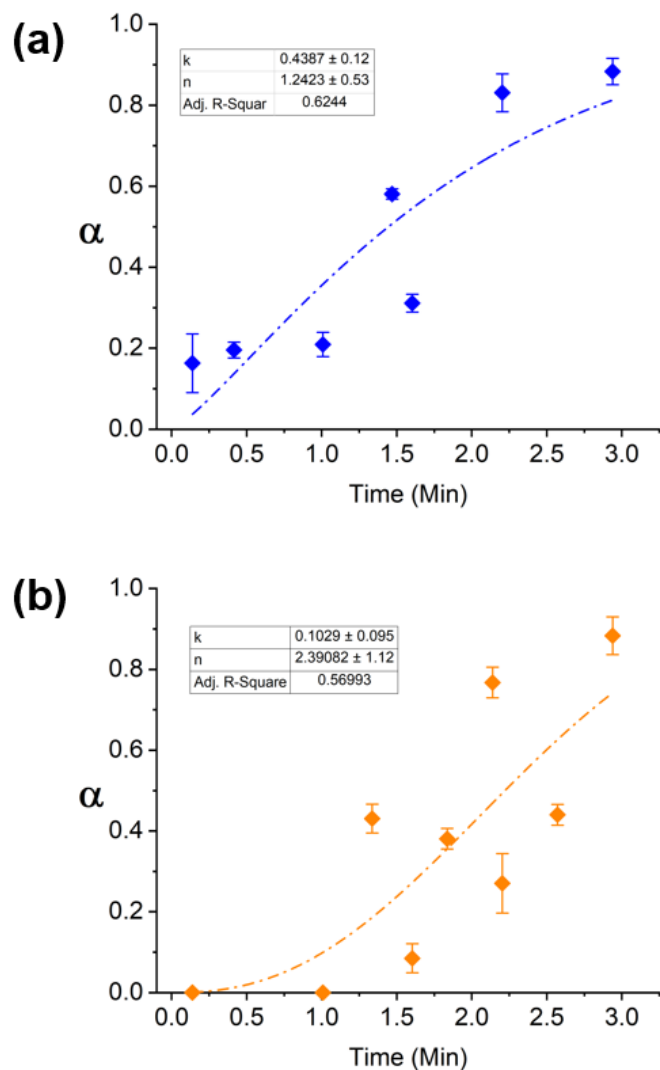 (a)
1.0
0.8
0.6
0.4
0.2
0.0
α
k 0.4387 ± 0.12
n 1.2423 ± 0.53
Adj. R-Squar 0.6244
0.0 0.5 1.0 1.5 2.0 2.5 3.0
Time (Min)
(b)
1.0
0.8
0.6
0.4
0.2
0.0
α
k 0.1029 ± 0.095
n 2.39082 ± 1.12
Adj. R-Square 0.56993
0.0 0.5 1.0 1.5 2.0 2.5 3.0
Time (Min)